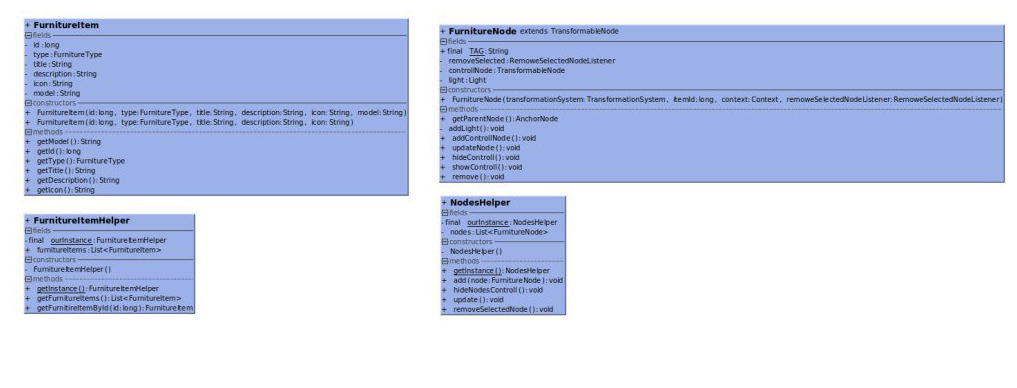 + FurnitureItem
fields
- id:long
- type:FurnitureType
- title:String
- description:String
- icon:String
- model:String
constructors
+ FurnitureItem(id:long, type:FurnitureType, title:String, description:String, icon:String, model:String)
+ FurnitureItem(id:long, type:FurnitureType, title:String, description:String, icon:String)
methods
+ getModel():String
+ getId():long
+ getType():FurnitureType
+ getTitle():String
+ getDescription():String
+ getIcon():String
+ FurnitureItemHelper
fields
- final ourInstance:FurnitureItemHelper
+ furnitureItems:List<FurnitureItem>
constructors
- FurnitureItemHelper()
methods
+ getInstance():FurnitureItemHelper
+ getFurnitureItems():List<FurnitureItem>
+ getFurnitireItemById(id:long):FurnitureItem
+ FurnitureNode extends TransformableNode
fields
+ final TAG:String
- removeSelected:RemoweSelectedNodeListener
- controllNode:TransformableNode
- light:Light
constructors
+ FurnitureNode(transformationSystem:TransformationSystem, itemId:long, context:Context, remoweSelectedNodeListener:RemoweSelectedNodeListener)
methods
+ getParentNode():AnchorNode
- addLight():void
+ addControllNode():void
+ updateNode():void
+ hideControll():void
+ showControll():void
+ remove():void
+ NodesHelper
fields
- final ourInstance:NodesHelper
- nodes:List<FurnitureNode>
constructors
- NodesHelper()
methods
+ getInstance():NodesHelper
+ add(node:FurnitureNode):void
+ hideNodesControll():void
+ update():void
+ removeSelectedNode():void